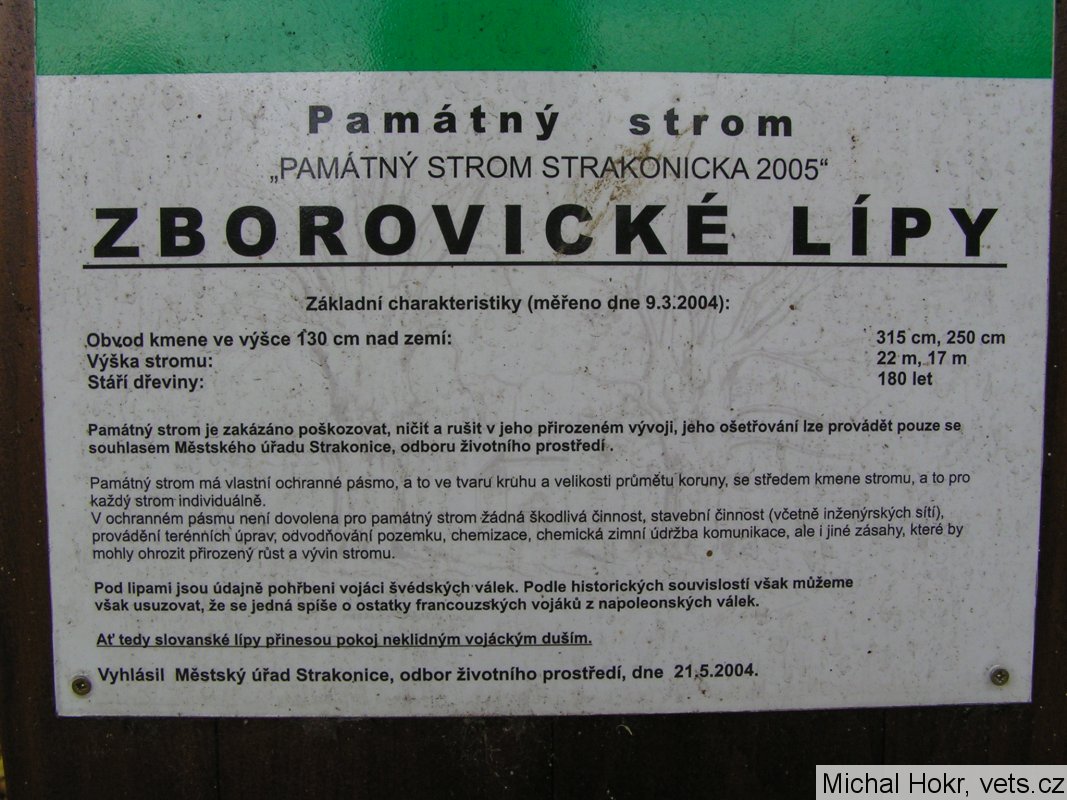 Památný strom
„PAMÁTNÝ STROM STRAKONICKA 2005“
ZBOROVICKÉ LÍPY
Základní charakteristiky (měřeno dne 9.3.2004):
Obvod kmene ve výšce 130 cm nad zemí: 315 cm, 250 cm
Výška stromu: 22 m, 17 m
Stáří dřeviny: 180 let
Památný strom je zakázáno poškozovat, ničit a rušit v jeho přirozeném vývoji, jeho ošetřování lze provádět pouze se
souhlasem Městského úřadu Strakonice, odboru životního prostředí .
Památný strom má vlastní ochranné pásmo, a to ve tvaru kruhu a velikosti průmětu koruny, se středem kmene stromu, a to pro
každý strom individuálně.
V ochranném pásmu není dovolena pro památný strom žádná škodlivá činnost, stavební činnost (včetně inženýrských sítí),
provádění terénních úprav, odvodňování pozemku, chemizace, chemická zimní údržba komunikace, ale i jiné zásahy, které by
mohly ohrozit přirozený růst a vývin stromu.
Pod lipami jsou údajně pohřbeni vojáci švédských válek. Podle historických souvislostí však můžeme
však usuzovat, že se jedná spíše o ostatky francouzských vojáků z napoleonských válek.
Ať tedy slovanské lípy přinesou pokoj neklidným vojáckým duším.
Vyhlásil Městský úřad Strakonice, odbor životního prostředí, dne 21.5.2004.
Michal Hokr, vets.cz